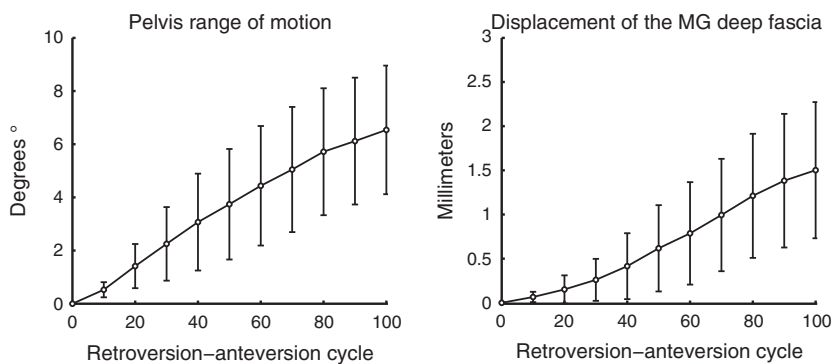 Pelvis range of motion
10
8
6
4
2
0
Degrees °
0 20 40 60 80 100
Retroversion–anteversion cycle
Displacement of the MG deep fascia
3
2.5
2
1.5
1
0.5
0
Millimeters
0 20 40 60 80 100
Retroversion–anteversion cycle